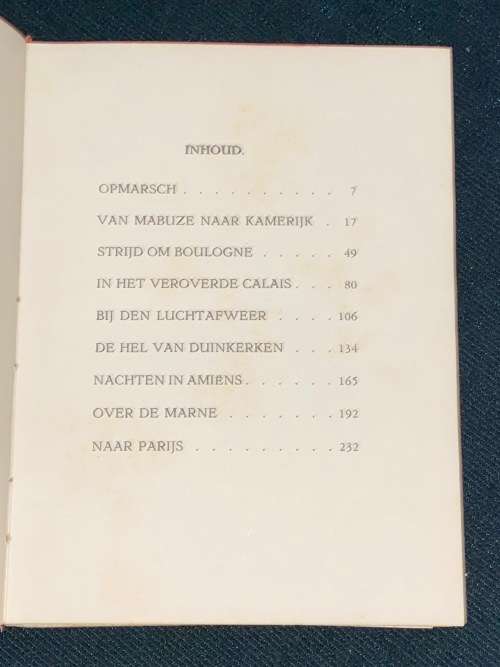 INHOUD.
OPMARSCH . . . . . . . . . . 7
VAN MABUZE NAAR KAMERIJK . 17
STRIJD OM BOULOGNE . . . . . 49
IN HET VEROVERDE CALAIS . . . 80
BIJ DEN LUCHTAFWEER . . . . 106
DE HEL VAN DUINKERKEN . . . 134
NACHTEN IN AMIENS . . . . . . 165
OVER DE MARNE . . . . . . . 192
NAAR PARIJS . . . . . . . . . 232